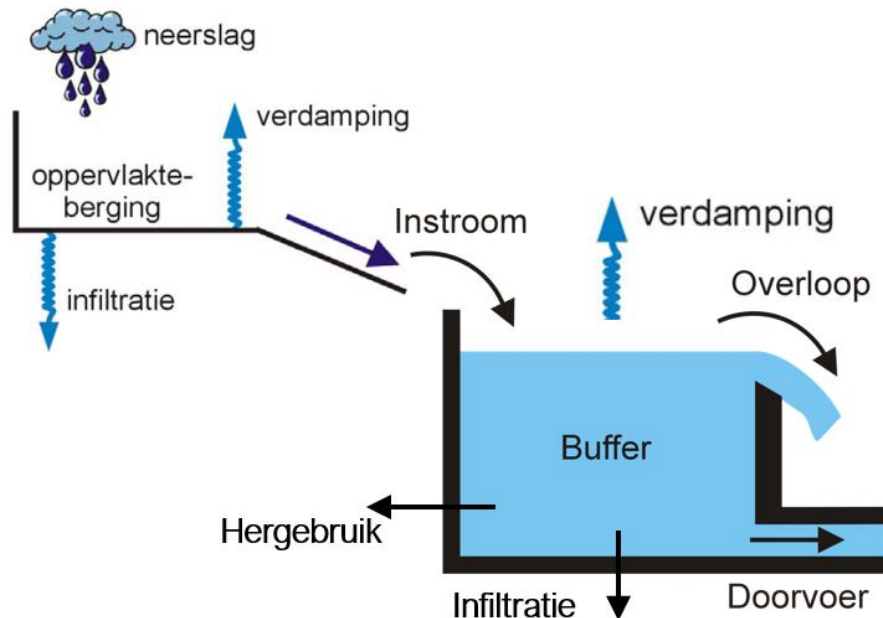 neerslag
verdamping
oppervlakte-
berging
infiltratie
Instroom
verdamping
Overloop
Buffer
Hergebruik
Infiltratie
Doorvoer